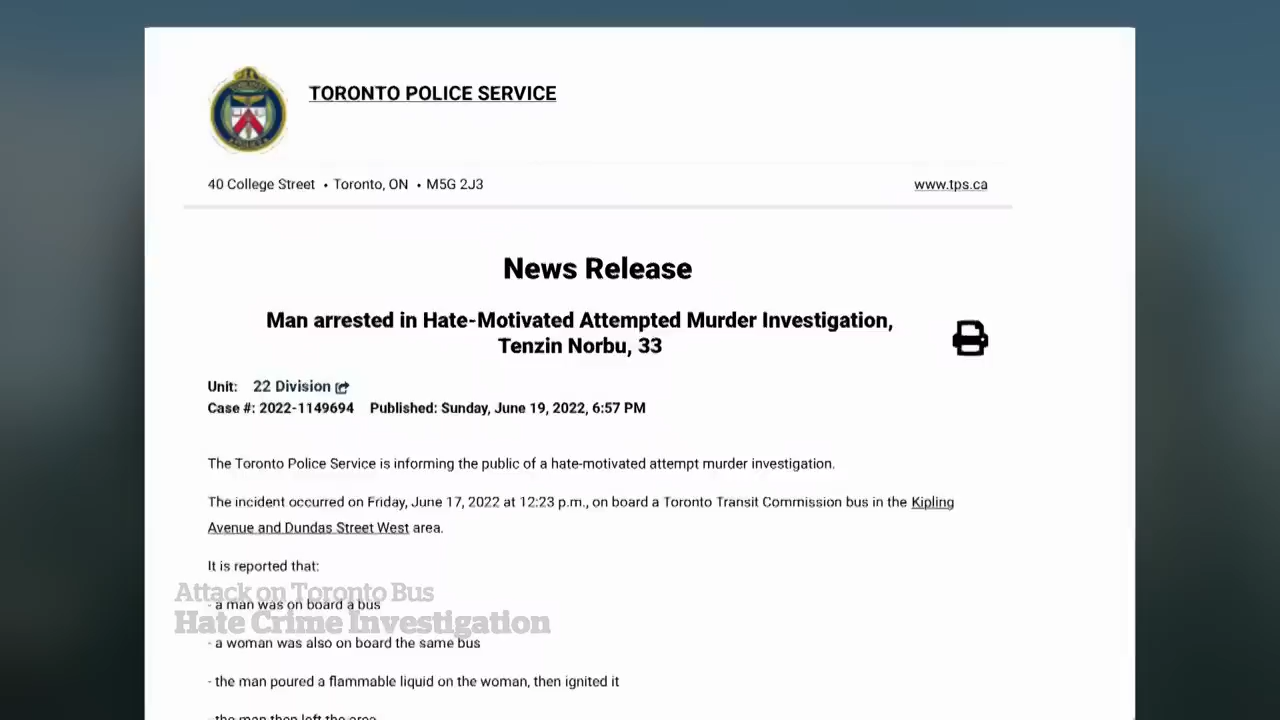 TORONTO POLICE SERVICE
40 College Street • Toronto, ON • M5G 2J3
www.tps.ca
News Release
Man arrested in Hate-Motivated Attempted Murder Investigation,
Tenzin Norbu, 33
Unit: 22 Division
Case #: 2022-1149694 Published: Sunday, June 19, 2022, 6:57 PM
The Toronto Police Service is informing the public of a hate-motivated attempt murder investigation.
The incident occurred on Friday, June 17, 2022 at 12:23 p.m., on board a Toronto Transit Commission bus in the Kipling
Avenue and Dundas Street West area.
It is reported that:
Attack on Toronto Bus
- a man was on board a bus
Hate Crime Investigation
- a woman was also on board the same bus
- the man poured a flammable liquid on the woman, then ignited it
- the man then left the area